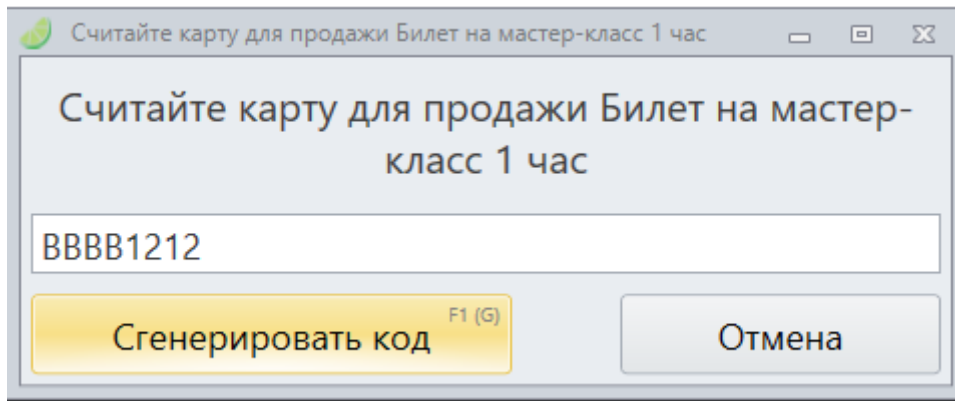 Считайте карту для продажи Билет на мастер-класс 1 час
Считайте карту для продажи Билет на мастер-
класс 1 час
BBBB1212
Сгенерировать код
F1 (G)
Отмена